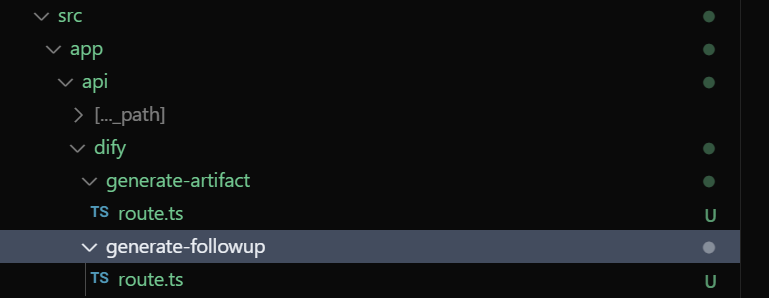 src
app
api
[..._path]
dify
generate-artifact
TS route.ts U
generate-followup
TS route.ts U